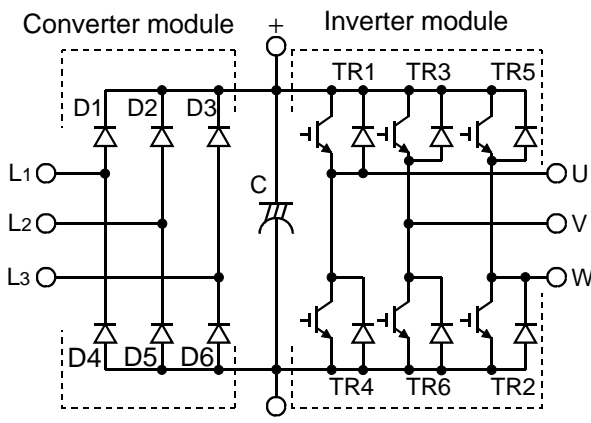 Converter module
+
Inverter module
TR1
TR3
TR5
D1
D2
D3
L1
C
U
L2
V
L3
W
D4
D5
D6
TR4
TR6
TR2